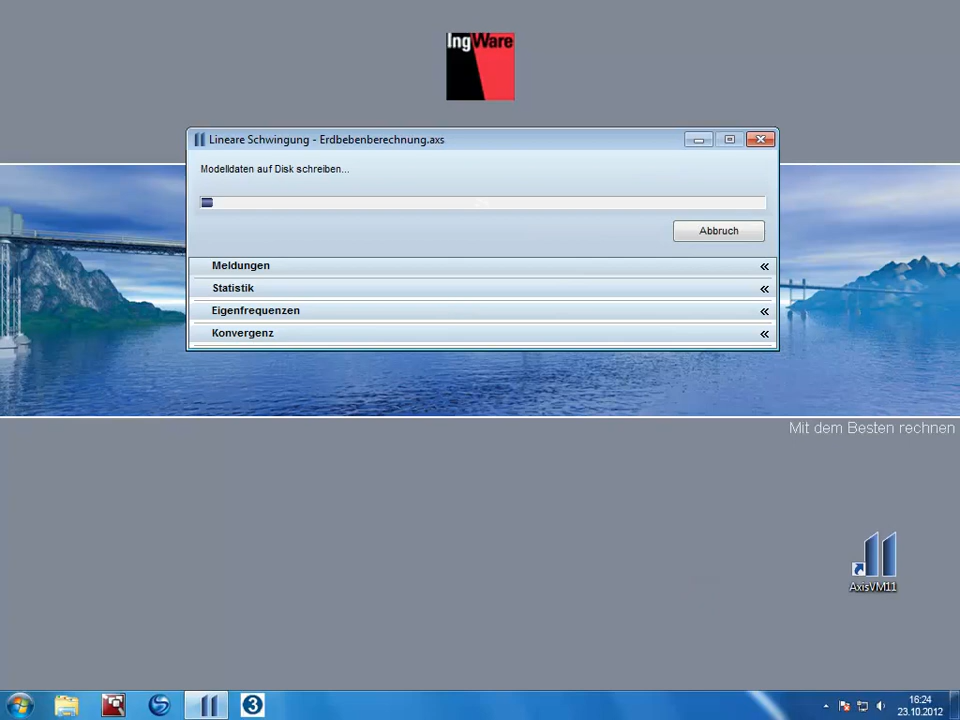 IngWare
Lineare Schwingung - Erdbebenberechnung.axs
Modelldaten auf Disk schreiben...
Abbruch
Meldungen
Statistik
Eigenfrequenzen
Konvergenz
Mit dem Besten rechnen
AxisVM11
3
16:24
23.10.2012